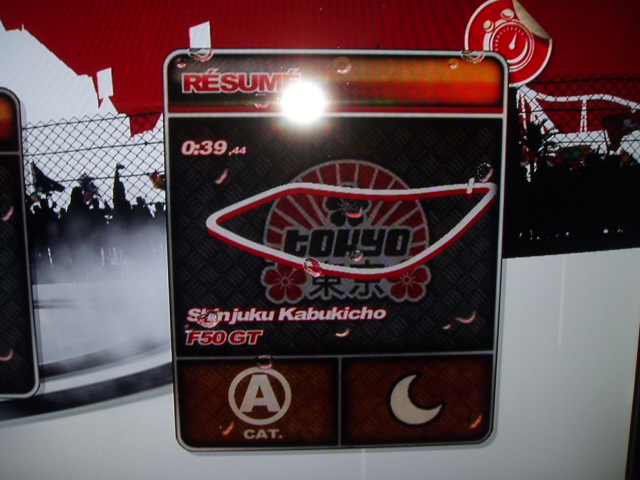 RÉSUMÉ
0:39,44
tOKYO
東京
Shinjuku Kabukicho
F50 GT
A
CAT.